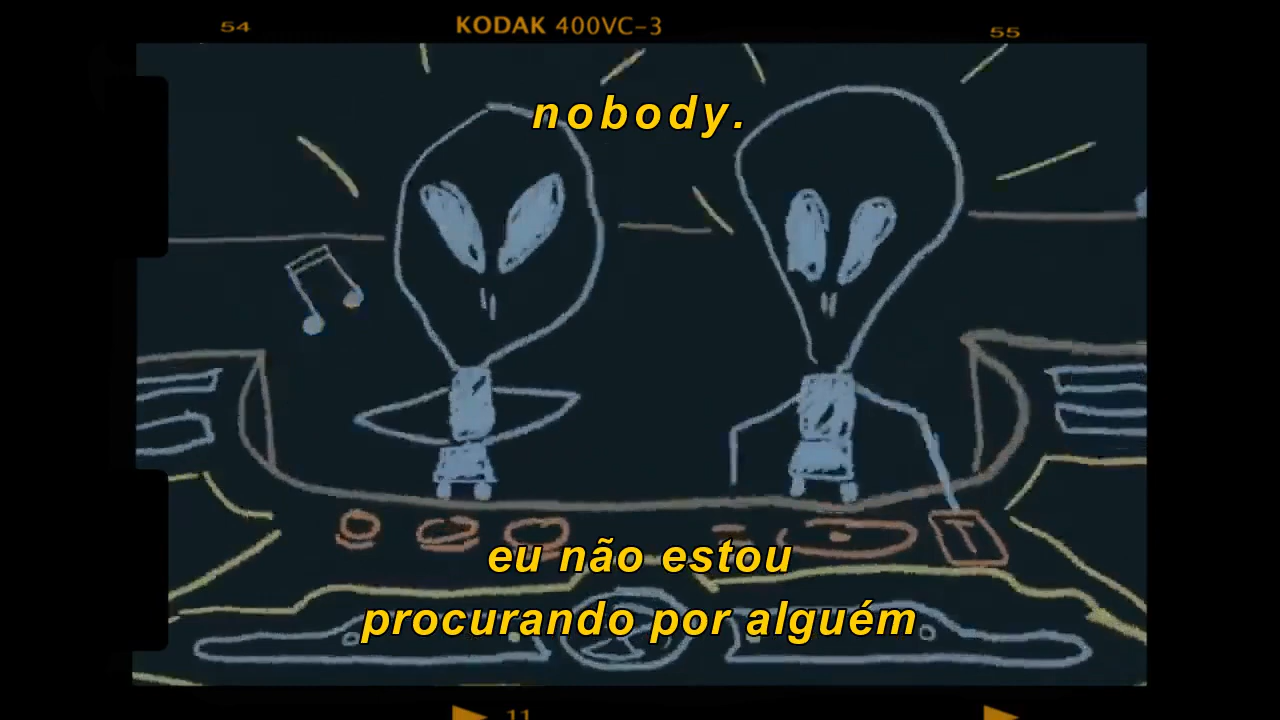 54
KODAK 400VC-3
55
nobody.
T
eu não estou
procurando por alguém
11